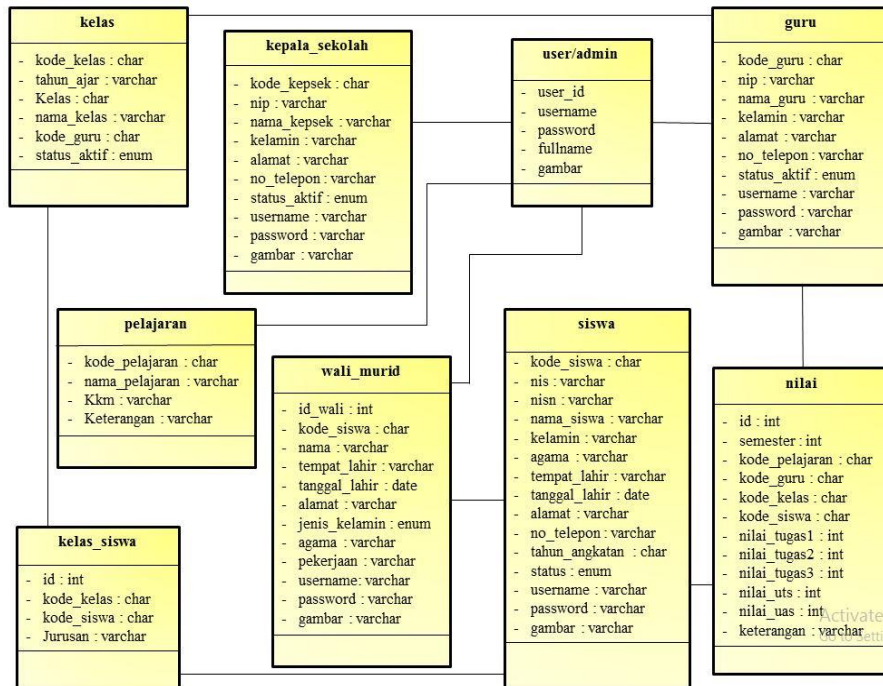 kelas
- kode_kelas : char
- tahun_ajar : varchar
- Kelas : char
- nama_kelas : varchar
- kode_guru : char
- status_aktif : enum
kepala_sekolah
- kode_kepsek : char
- nip : varchar
- nama_kepsek : varchar
- kelamin : varchar
- alamat : varchar
- no_telepon : varchar
- status_aktif : enum
- username : varchar
- password : varchar
- gambar : varchar
user/admin
- user_id
- username
- password
- fullname
- gambar
guru
- kode_guru : char
- nip : varchar
- nama_guru : varchar
- kelamin : varchar
- alamat : varchar
- no_telepon : varchar
- status_aktif : enum
- username : varchar
- password : varchar
- gambar : varchar
pelajaran
- kode_pelajaran : char
- nama_pelajaran : varchar
- Kkm : varchar
- Keterangan : varchar
wali_murid
- id_wali : int
- kode_siswa : char
- nama : varchar
- tempat_lahir : varchar
- tanggal_lahir : date
- alamat : varchar
- jenis_kelamin : enum
- agama : varchar
- pekerjaan : varchar
- username: varchar
- password : varchar
- gambar : varchar
siswa
- kode_siswa : char
- nis : varchar
- nisn : varchar
- nama_siswa : varchar
- kelamin : varchar
- agama : varchar
- tempat_lahir : varchar
- tanggal_lahir : date
- alamat : varchar
- no_telepon : varchar
- tahun_angkatan : char
- status : enum
- username : varchar
- password : varchar
- gambar : varchar
nilai
- id : int
- semester : int
- kode_pelajaran : char
- kode_guru : char
- kode_kelas : char
- kode_siswa : char
- nilai_tugas1 : int
- nilai_tugas2 : int
- nilai_tugas3 : int
- nilai_uts : int
- nilai_uas : int
- keterangan : varchar
kelas_siswa
- id : int
- kode_kelas : char
- kode_siswa : char
- Jurusan : varchar
Activate
Go to Setti